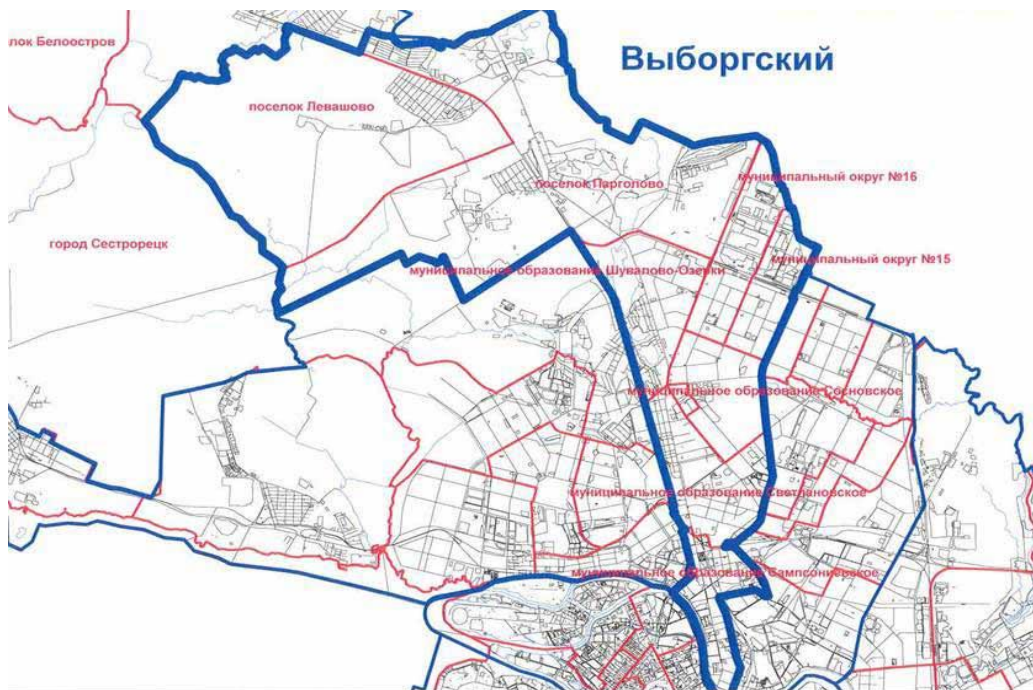 лок Белоостров
Выборгский
поселок Левашово
муниципальный округ №16
поселок Парголово
город Сестрорецк
муниципальный округ №15
муниципальное образование Шувалово-Озерки
муниципальное образование Сосновское
муниципальное образование Светлановское
муниципальное образование Сампсониевское